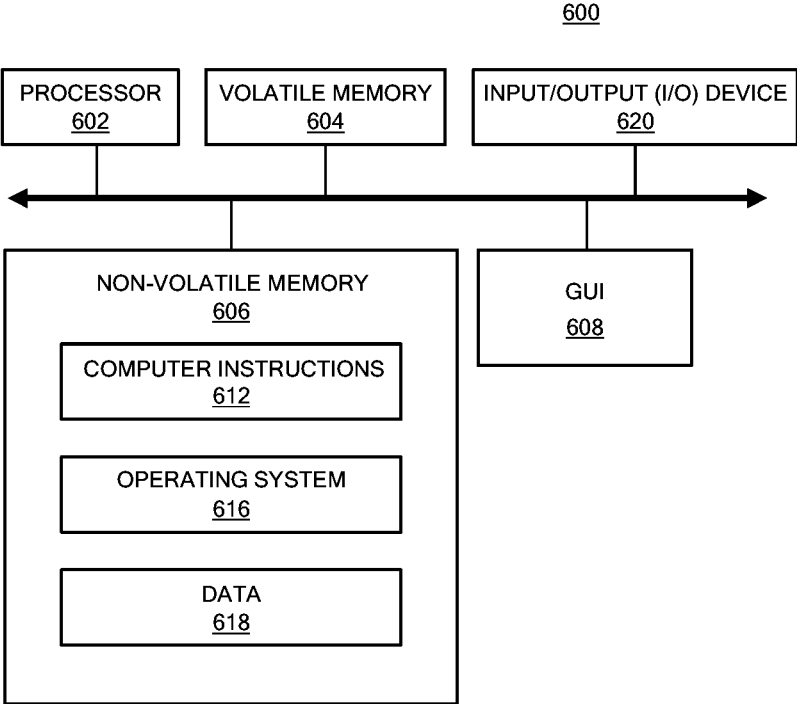 600
PROCESSOR
602
VOLATILE MEMORY
604
INPUT/OUTPUT (I/O) DEVICE
620
NON-VOLATILE MEMORY
606
COMPUTER INSTRUCTIONS
612
OPERATING SYSTEM
616
DATA
618
GUI
608